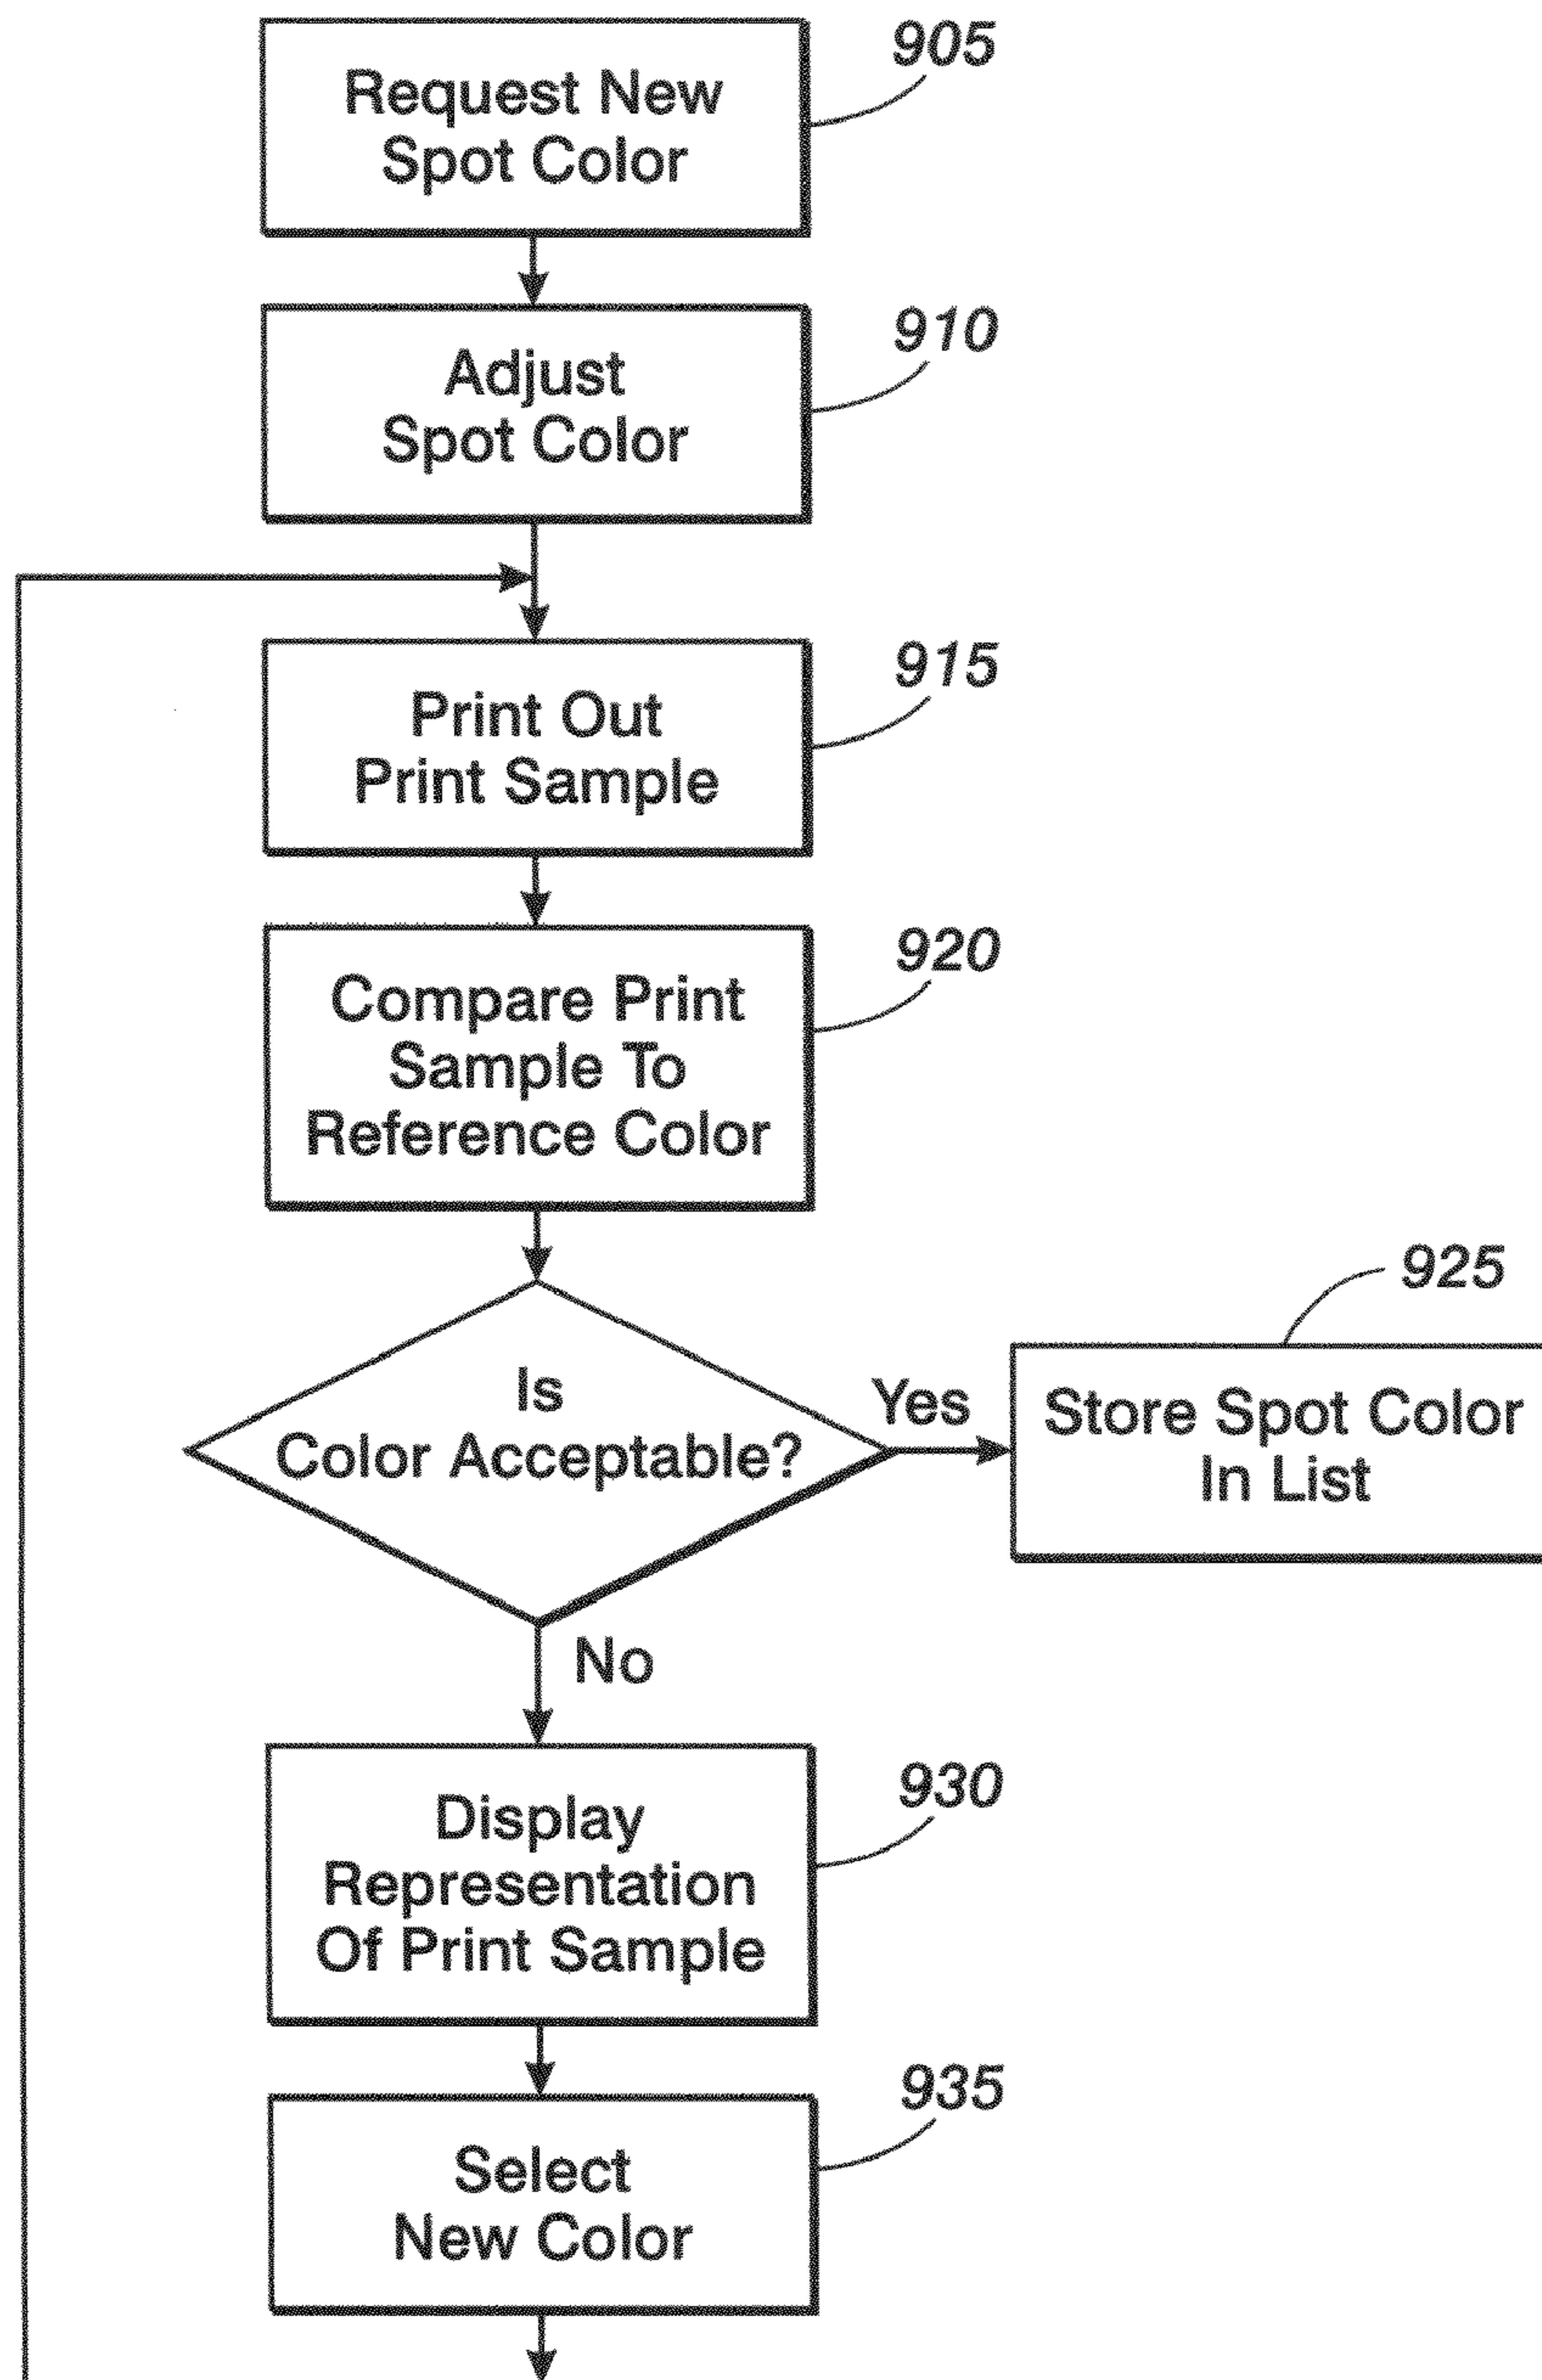 905
Request New
Spot Color
910
Adjust
Spot Color
915
Print Out
Print Sample
920
Compare Print
Sample To
Reference Color
925
Is
Color Acceptable?
Yes
Store Spot Color
In List
No
930
Display
Representation
Of Print Sample
935
Select
New Color